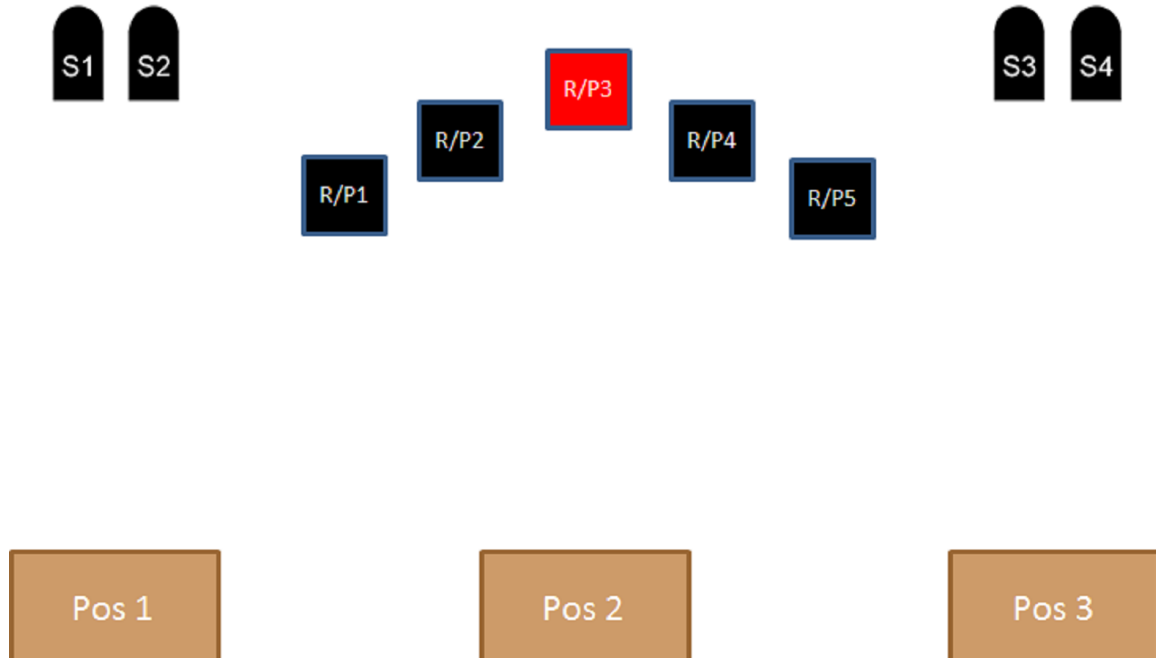 S1 S2 S3 S4
R/P3
R/P2 R/P4
R/P1 R/P5
Pos 1 Pos 2 Pos 3